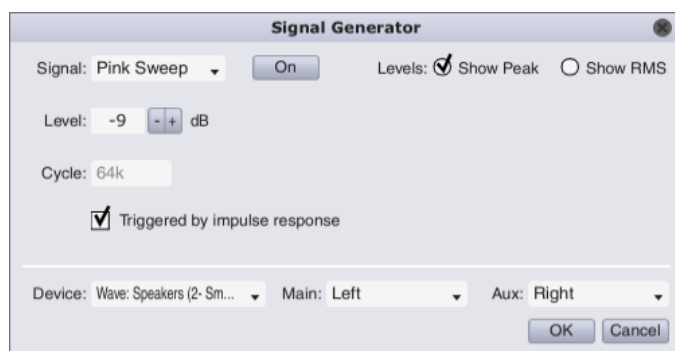 Signal Generator
Signal: Pink Sweep On Levels: Show Peak Show RMS
Level: -9 - + dB
Cycle: 64k
Triggered by impulse response
Device: Wave: Speakers (2- Sm... Main: Left Aux: Right
OK Cancel